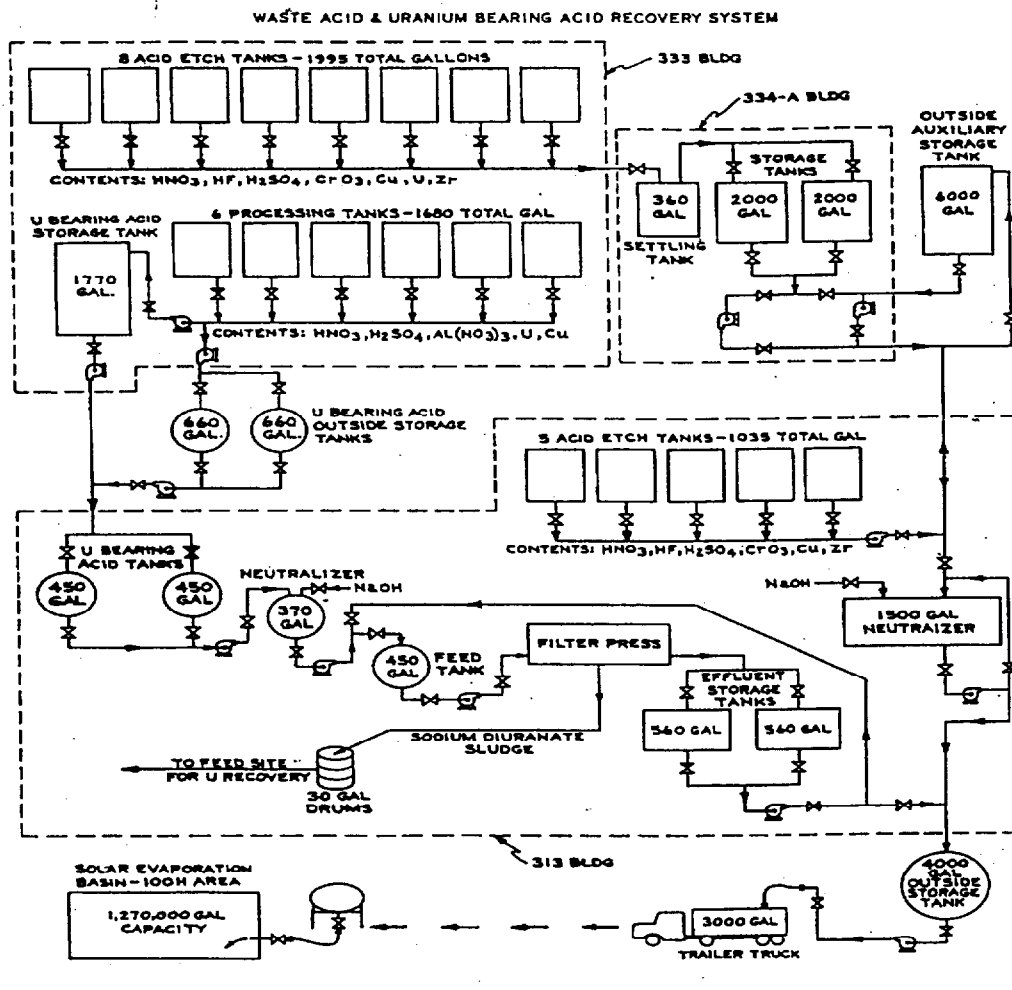 WASTE ACID & URANIUM BEARING ACID RECOVERY SYSTEM
8 ACID ETCH TANKS-1995 TOTAL GALLONS
333 BLDG
334-A BLDG
OUTSIDE
AUXILIARY
STORAGE
TANK
CONTENTS: HNO3, HF, H2SO4, CrO3, Cu, U, Zr
STORAGE
TANKS
360
GAL
2000
GAL
2000
GAL
SETTLING
TANK
U BEARING ACID
STORAGE TANK
6 PROCESSING TANKS-1680 TOTAL GAL
1770
GAL.
CONTENTS: HNO3, H2SO4, AL(NO3)3, U, Cu
660
GAL.
660
GAL.
U BEARING ACID
OUTSIDE STORAGE
TANKS
5 ACID ETCH TANKS-1035 TOTAL GAL
CONTENTS: HNO3, HF, H2SO4, CrO3, Cu, Zr
U BEARING
ACID TANKS
450
GAL
450
GAL
NEUTRALIZER
NaOH
370
GAL
450
GAL
FEED
TANK
FILTER PRESS
NaOH
1500 GAL
NEUTRAIZER
EFFLUENT
STORAGE
TANKS
560 GAL
560 GAL
SODIUM DIURANATE
SLUDGE
TO FEED SITE
FOR U RECOVERY
30 GAL
DRUMS
313 BLDG
SOLAR EVAPORATION
BASIN-100H AREA
1,270,000 GAL
CAPACITY
3000 GAL
TRAILER TRUCK
4000
GAL
OUTSIDE
STORAGE
TANK